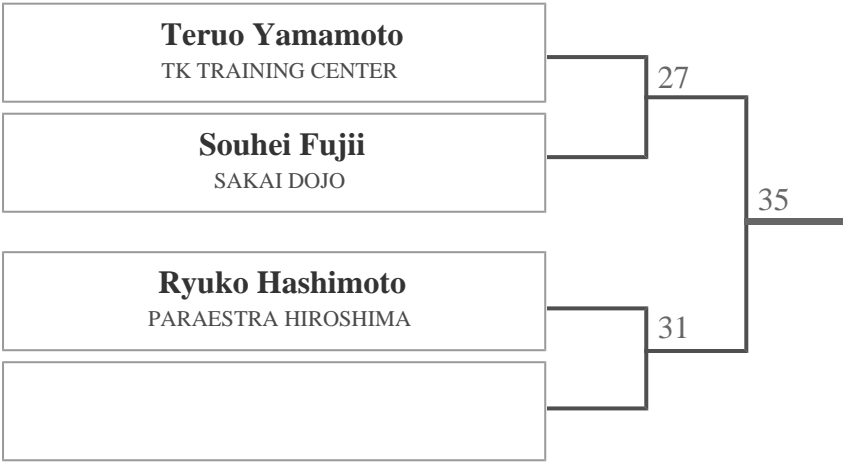 Teruo Yamamoto
TK TRAINING CENTER
27
Souhei Fujii
SAKAI DOJO
35
Ryuko Hashimoto
PARAESTRA HIROSHIMA
31